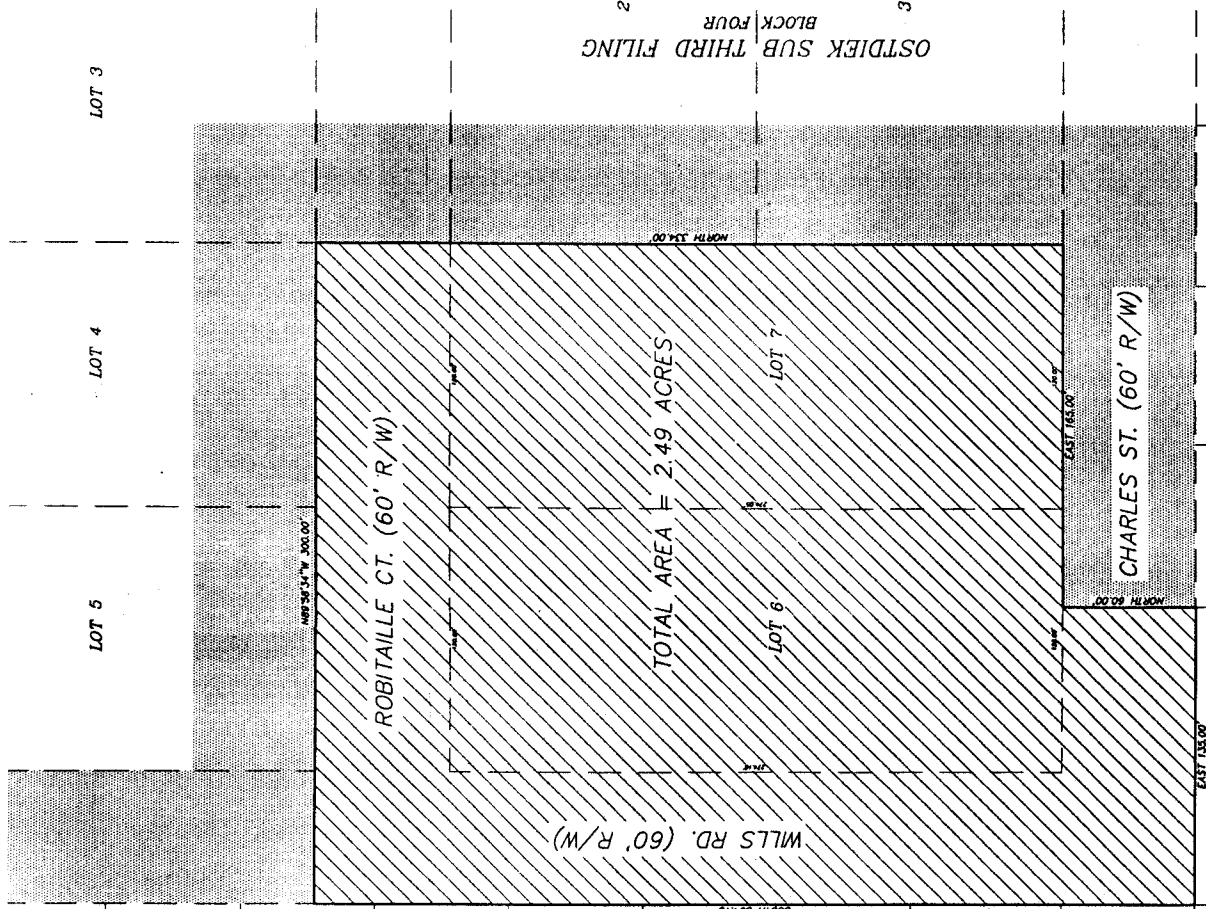 LOT 3
LOT 4
LOT 5
2
3
OSTDIEK SUB THIRD FILING
BLOCK FOUR
N89°58'34"W 300.00'
ROBITAILLE CT. (60' R/W)
NORTH 334.00'
TOTAL AREA = 2.49 ACRES
LOT 7
LOT 6
EAST 165.00'
CHARLES ST. (60' R/W)
NORTH 60.00'
WILLS RD. (60' R/W)
EAST 135.00'